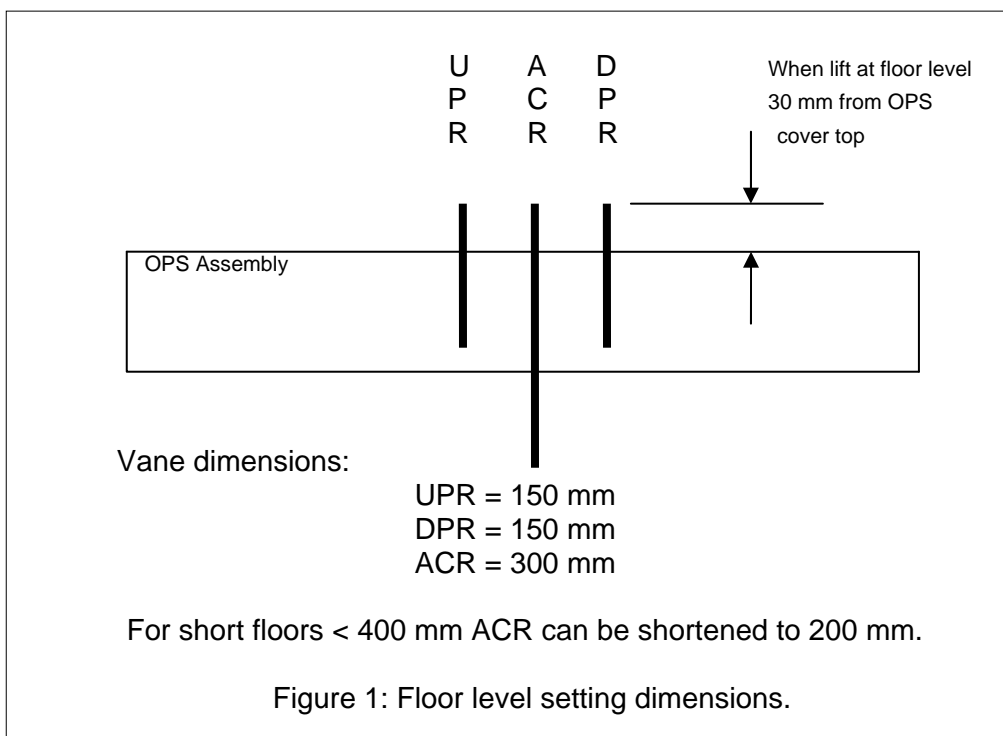 U A D
P C P
R R R
When lift at floor level
30 mm from OPS
cover top
OPS Assembly
Vane dimensions:
UPR = 150 mm
DPR = 150 mm
ACR = 300 mm
For short floors < 400 mm ACR can be shortened to 200 mm.
Figure 1: Floor level setting dimensions.